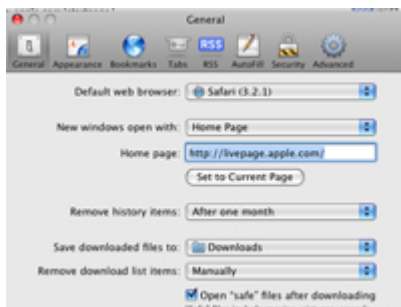 General
RSS
General Appearance Bookmarks Tabs RSS AutoFill Security Advanced
Default web browser: Safari (3.2.1)
New windows open with: Home Page
Home page: http://livepage.apple.com/
Set to Current Page
Remove history items: After one month
Save downloaded files to: Downloads
Remove download list items: Manually
Open "safe" files after downloading